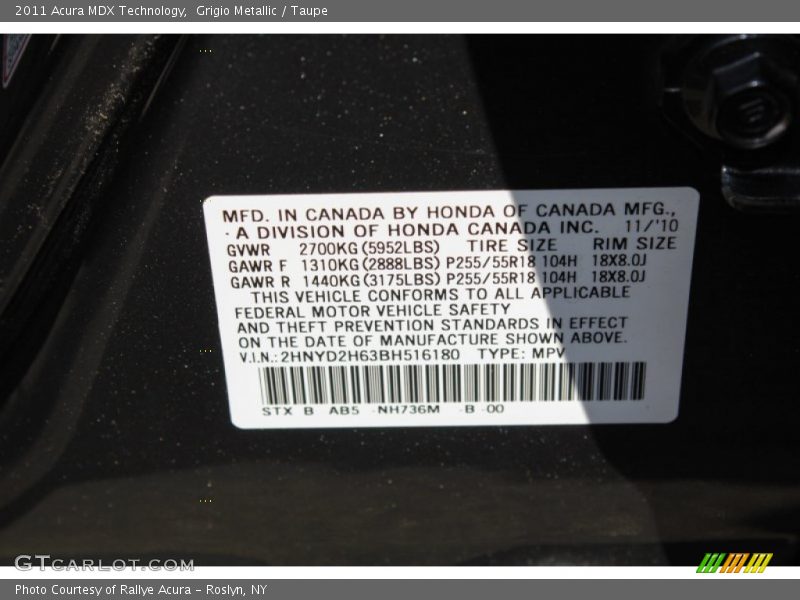 2011 Acura MDX Technology,  Grigio Metallic / Taupe
MFD. IN CANADA BY HONDA OF CANADA MFG.,
A DIVISION OF HONDA CANADA INC. 11/'10
GVWR 2700KG (5952LBS) TIRE SIZE RIM SIZE
GAWR F 1310KG (2888LBS) P255/55R18 104H 18X8.0J
GAWR R 1440KG (3175LBS) P255/55R18 104H 18X8.0J
THIS VEHICLE CONFORMS TO ALL APPLICABLE
FEDERAL MOTOR VEHICLE SAFETY
AND THEFT PREVENTION STANDARDS IN EFFECT
ON THE DATE OF MANUFACTURE SHOWN ABOVE.
V.I.N.: 2HNYD2H63BH516180 TYPE: MPV
STX B AB5 -NH736M -B -00
GTCARLOT.COM
Photo Courtesy of Rallye Acura - Roslyn, NY